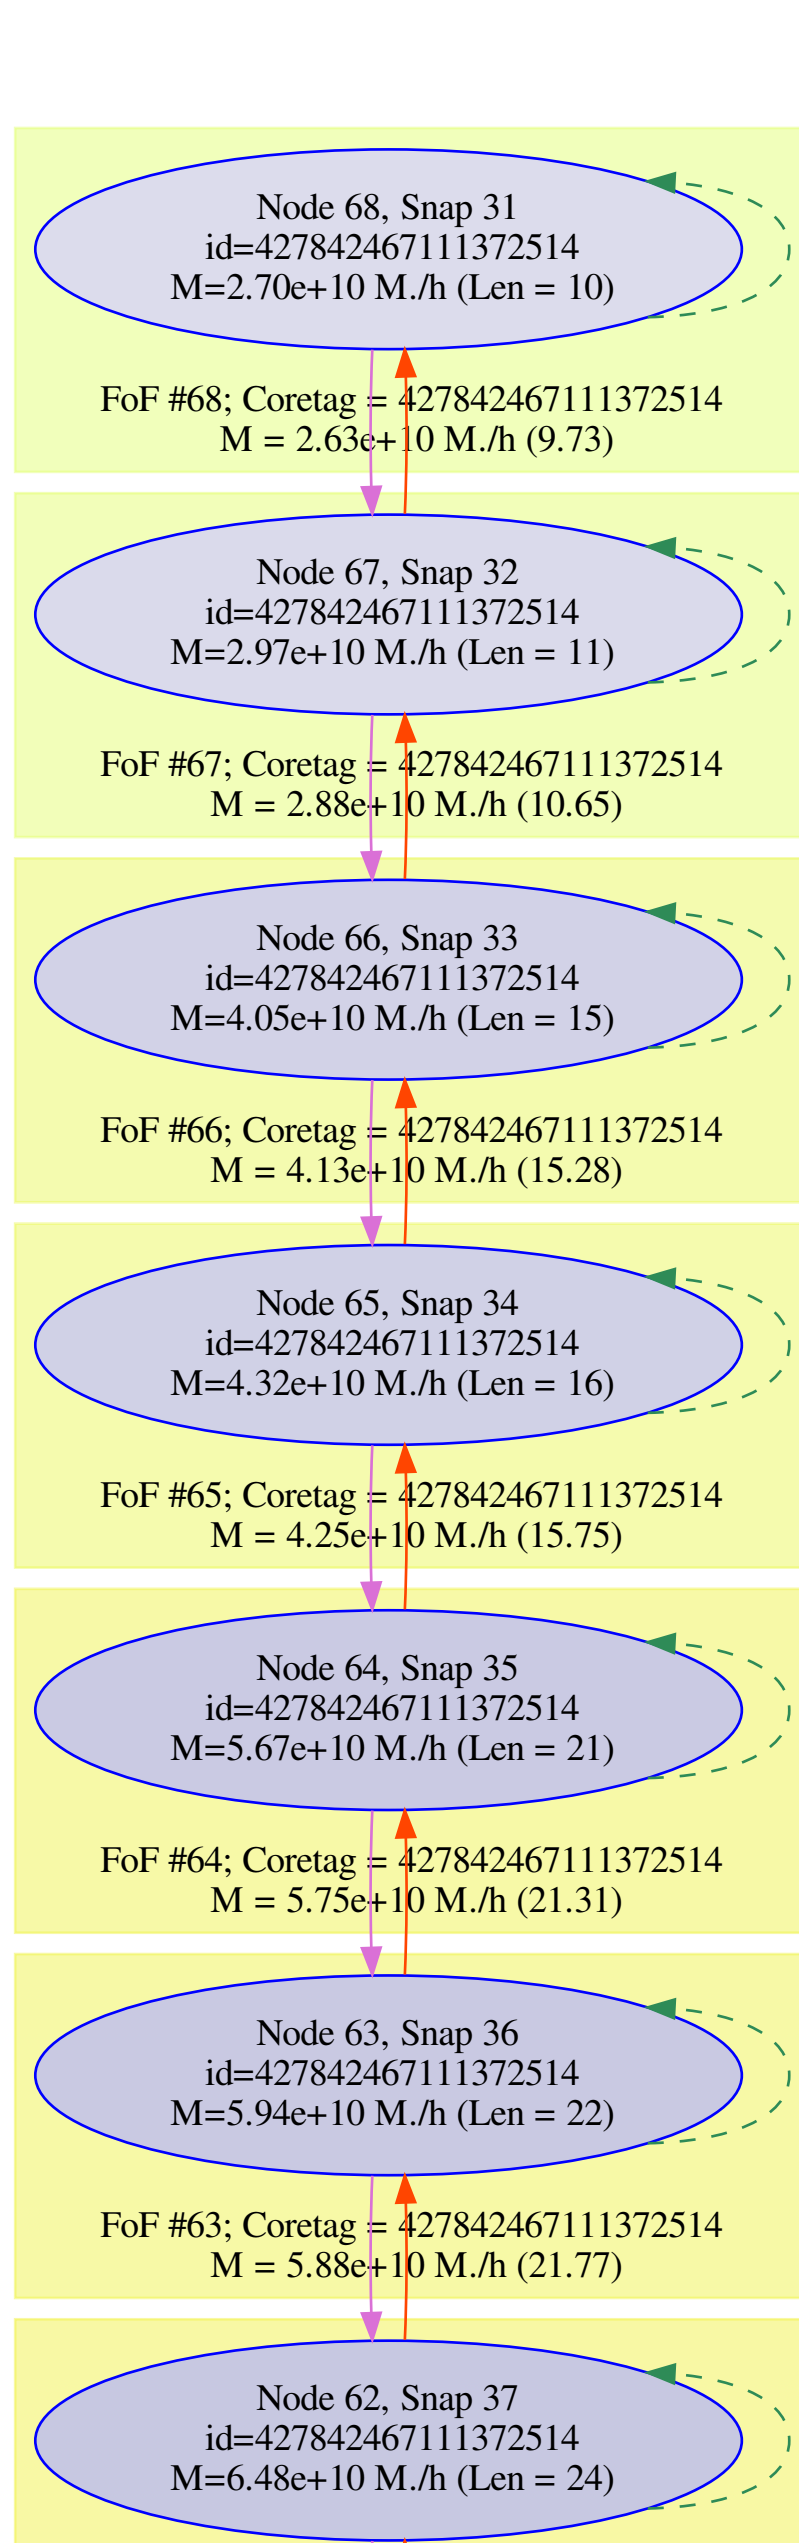 Node 68, Snap 31
id=427842467111372514
M=2.70e+10 M./h (Len = 10)
FoF #68; Coretag = 427842467111372514
M = 2.63e+10 M./h (9.73)
Node 67, Snap 32
id=427842467111372514
M=2.97e+10 M./h (Len = 11)
FoF #67; Coretag = 427842467111372514
M = 2.88e+10 M./h (10.65)
Node 66, Snap 33
id=427842467111372514
M=4.05e+10 M./h (Len = 15)
FoF #66; Coretag = 427842467111372514
M = 4.13e+10 M./h (15.28)
Node 65, Snap 34
id=427842467111372514
M=4.32e+10 M./h (Len = 16)
FoF #65; Coretag = 427842467111372514
M = 4.25e+10 M./h (15.75)
Node 64, Snap 35
id=427842467111372514
M=5.67e+10 M./h (Len = 21)
FoF #64; Coretag = 427842467111372514
M = 5.75e+10 M./h (21.31)
Node 63, Snap 36
id=427842467111372514
M=5.94e+10 M./h (Len = 22)
FoF #63; Coretag = 427842467111372514
M = 5.88e+10 M./h (21.77)
Node 62, Snap 37
id=427842467111372514
M=6.48e+10 M./h (Len = 24)